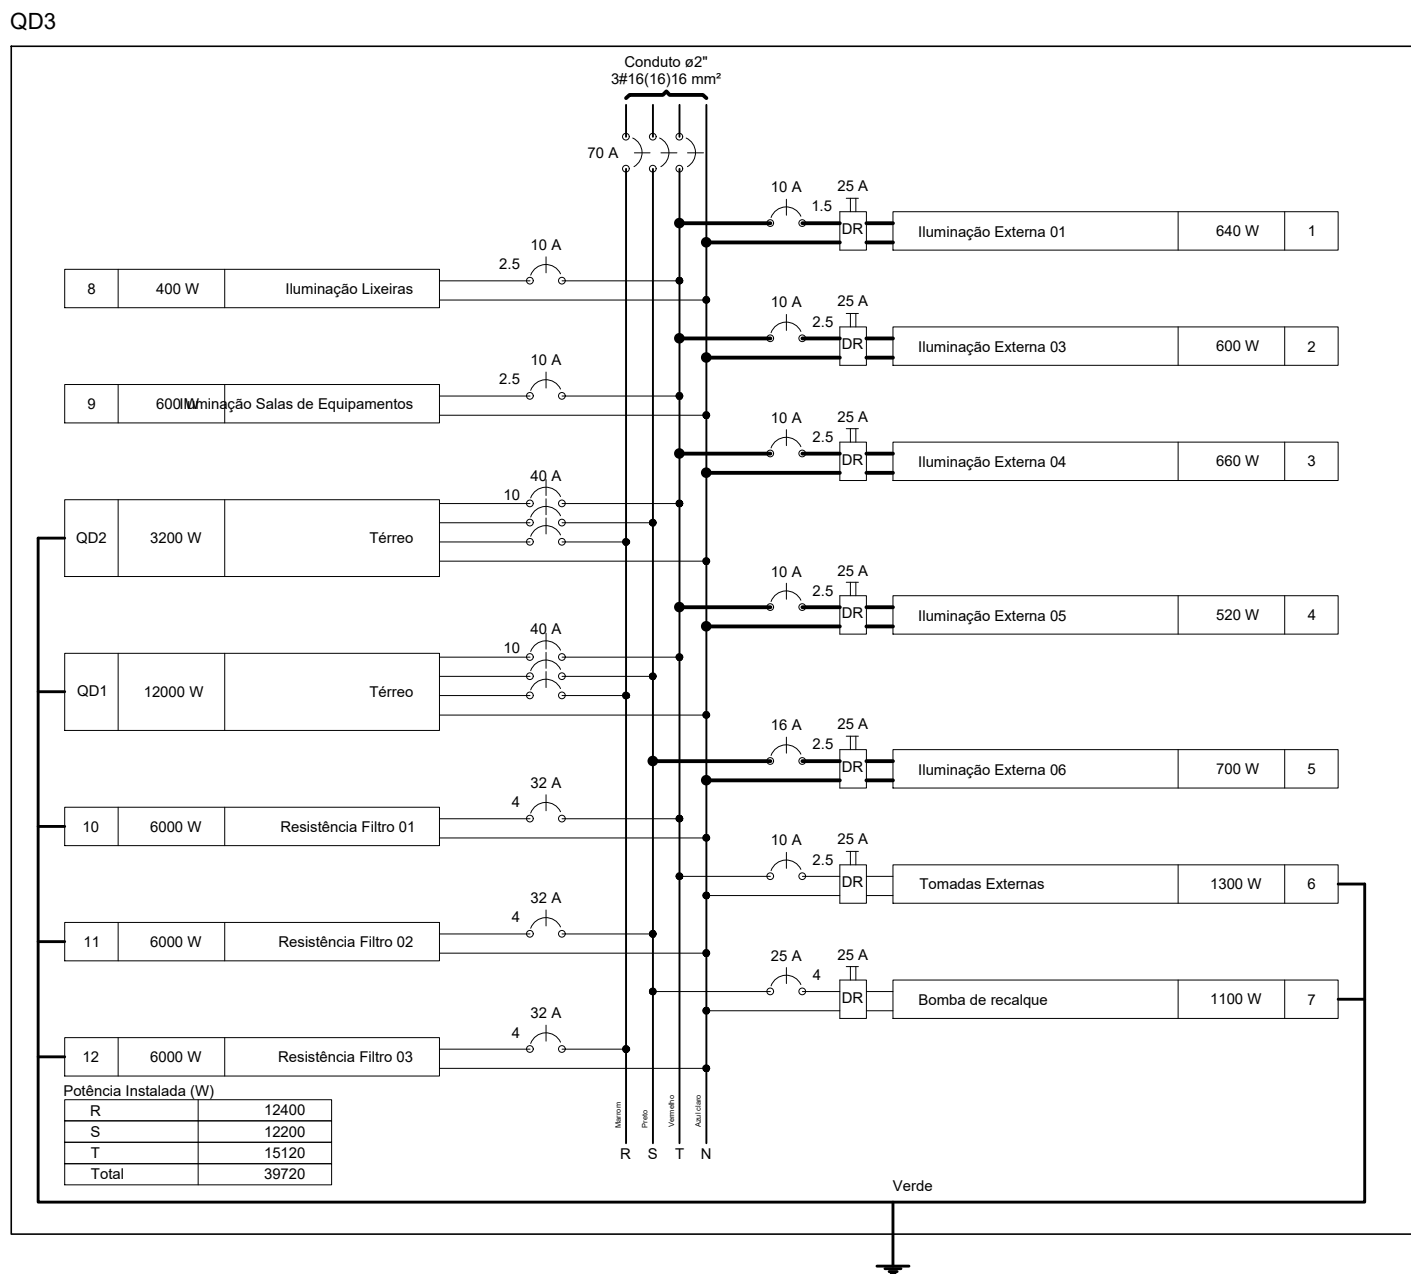 QD3
Conduto ø2"
3#16(16)16 mm²
70 A
10 A
1.5
25 A
DR
Iluminação Externa 01
640 W
1
10 A
2.5
8
400 W
Iluminação Lixeiras
10 A
2.5
25 A
DR
Iluminação Externa 03
600 W
2
10 A
2.5
9
600 W
Iluminação Salas de Equipamentos
10 A
2.5
25 A
DR
Iluminação Externa 04
660 W
3
40 A
10
QD2
3200 W
Térreo
10 A
2.5
25 A
DR
Iluminação Externa 05
520 W
4
40 A
10
QD1
12000 W
Térreo
16 A
2.5
25 A
DR
Iluminação Externa 06
700 W
5
32 A
4
10
6000 W
Resistência Filtro 01
10 A
2.5
25 A
DR
Tomadas Externas
1300 W
6
32 A
4
11
6000 W
Resistência Filtro 02
25 A
4
25 A
DR
Bomba de recalque
1100 W
7
32 A
4
12
6000 W
Resistência Filtro 03
Potência Instalada (W)
R 12400
S 12200
T 15120
Total 39720
Marrom
Preto
Vermelho
Azul claro
R S T N
Verde